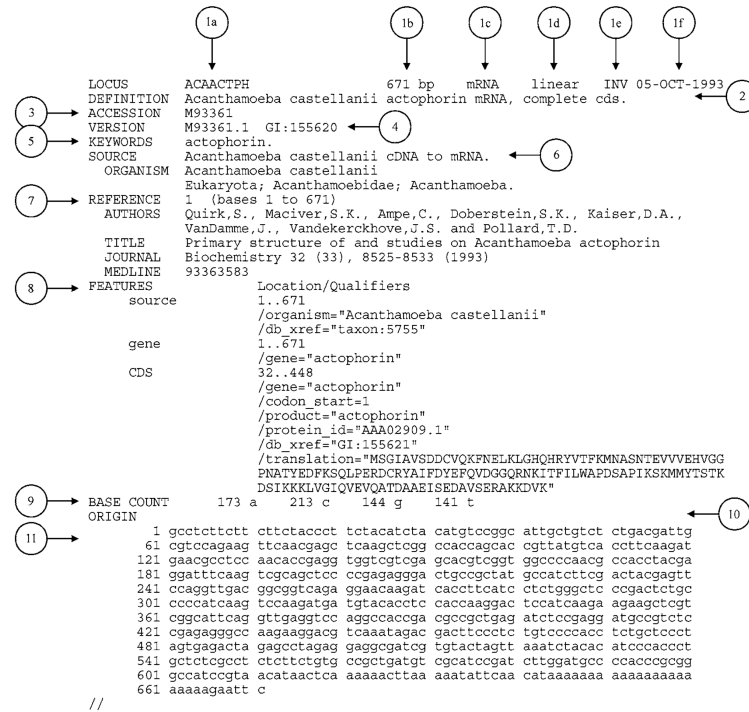 1a 1b 1c 1d 1e 1f
LOCUS ACAACTPH 671 bp mRNA linear INV 05-OCT-1993
DEFINITION Acanthamoeba castellanii actophorin mRNA, complete cds. 2
3 ACCESSION M93361
VERSION M93361.1 GI:155620 4
5 KEYWORDS actophorin.
SOURCE Acanthamoeba castellanii cDNA to mRNA. 6
ORGANISM Acanthamoeba castellanii
Eukaryota; Acanthamoebidae; Acanthamoeba.
7 REFERENCE 1 (bases 1 to 671)
AUTHORS Quirk,S., Maciver,S.K., Ampe,C., Doberstein,S.K., Kaiser,D.A.,
VanDamme,J., Vandekerckhove,J.S. and Pollard,T.D.
TITLE Primary structure of and studies on Acanthamoeba actophorin
JOURNAL Biochemistry 32 (33), 8525-8533 (1993)
MEDLINE 93363583
8 FEATURES Location/Qualifiers
source 1..671
/organism="Acanthamoeba castellanii"
/db_xref="taxon:5755"
gene 1..671
/gene="actophorin"
CDS 32..448
/gene="actophorin"
/codon_start=1
/product="actophorin"
/protein_id="AAA02909.1"
/db_xref="GI:155621"
/translation="MSGIAVSDDCVQKFNELKLGHQHRYVTFKMNASNTEVVVEHVGG
PNATYEDFKSQLPERDCRYAIFDYEFQVDGGQRNKITFILWAPDSAPIKSKMMYTSTK
DSIKKKLVGIQVEVQATDAAEISEDAVSERAKKDVK"
9 BASE COUNT 173 a 213 c 144 g 141 t
ORIGIN 10
11 1 gcctcttctt cttctaccct tctacatcta catgtccggc attgctgtct ctgacgattg
61 cgtccagaag ttcaacgagc tcaagctcgg ccaccagcac cgttatgtca ccttcaagat
121 gaacgcctcc aacaccgagg tggtcgtcga gcacgtcggt ggccccaacg ccacctacga
181 ggatttcaag tcgcagctcc ccgagaggga ctgccgctat gccatcttcg actacgagtt
241 ccaggttgac ggcggtcaga ggaacaagat caccttcatc ctctgggctc ccgactctgc
301 ccccatcaag tccaagatga tgtacacctc caccaaggac tccatcaaga agaagctcgt
361 cggcattcag gttgaggtcc aggccaccga cgccgctgag atctccgagg atgccgtctc
421 cgagagggcc aagaaggacg tcaaatagac gacttccctc tgtccccacc tctgctccct
481 agtgagacta gagcctagag gaggcgatcg tgtactagtt aaatctacac atcccaccct
541 gctctcgcct ctcttctgtg ccgctgatgt cgcatccgat cttggatgcc cacccgcggg
601 gccatccgta acataactca aaaaacttaa aaatattcaa cataaaaaaa aaaaaaaaaa
661 aaaaagaatt c
//